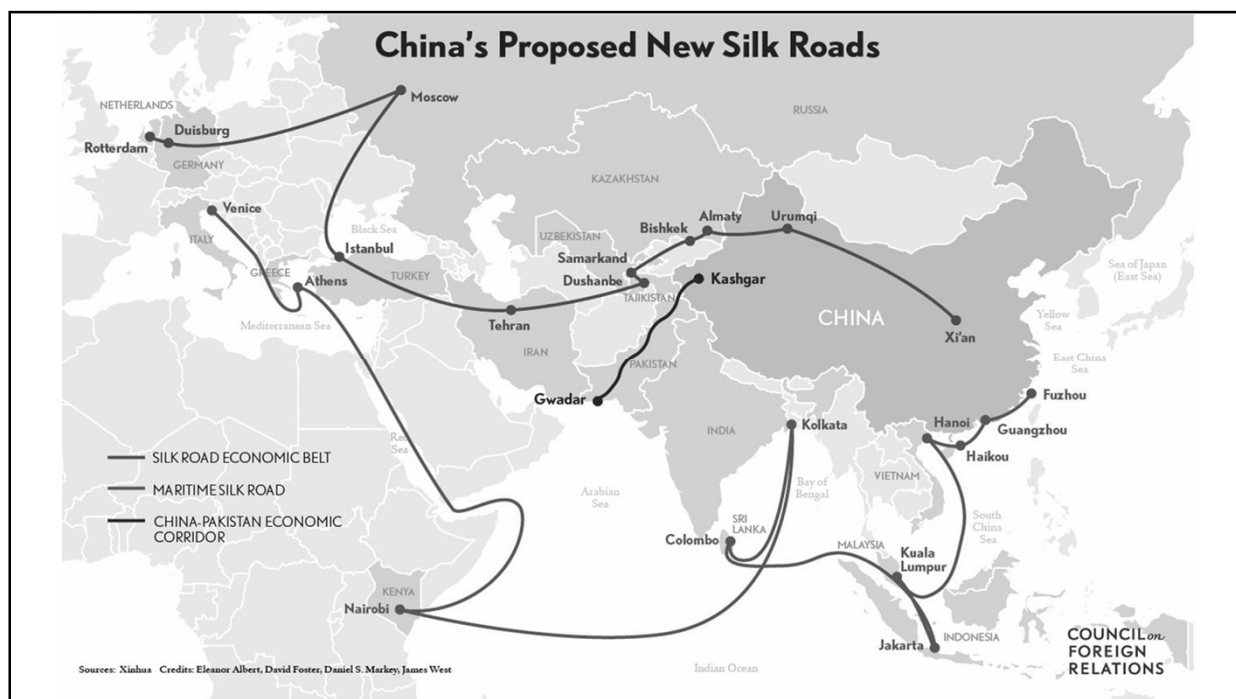 China's Proposed New Silk Roads
NETHERLANDS
Moscow
RUSSIA
Duisburg
Rotterdam
GERMANY
KAZAKHSTAN
Venice
Almaty
Urumqi
Bishkek
Black Sea
ITALY
UZBEKISTAN
Istanbul
Samarkand
Sea of Japan
(East Sea)
GREECE
Athens
TURKEY
Dushanbe
Kashgar
TAJIKISTAN
Mediterranean Sea
Tehran
CHINA
Yellow
Sea
Xi'an
IRAN
PAKISTAN
East China
Sea
Gwadar
Fuzhou
Kolkata
Hanoi
Guangzhou
INDIA
Red
Sea
Haikou
SILK ROAD ECONOMIC BELT
VIETNAM
MARITIME SILK ROAD
Arabian
Sea
Bay of
Bengal
CHINA-PAKISTAN ECONOMIC
CORRIDOR
South
China
Sea
SRI
LANKA
Colombo
MALAYSIA
Kuala
Lumpur
KENYA
Nairobi
Jakarta
INDONESIA
COUNCIL on
FOREIGN
RELATIONS
Indian Ocean
Sources: Xinhua Credits: Eleanor Albert, David Foster, Daniel S. Markey, James West